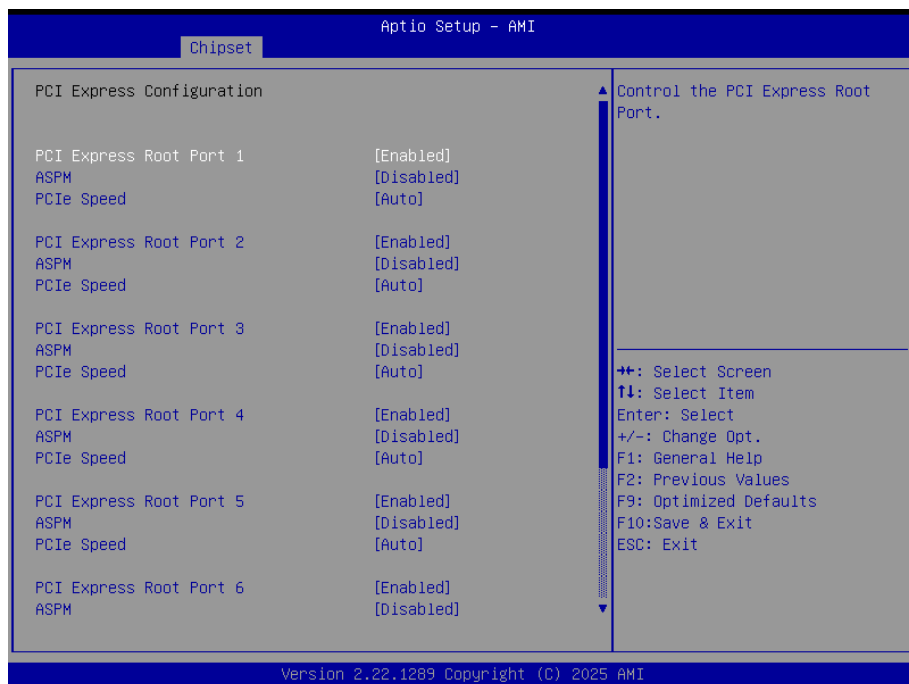 Aptio Setup – AMI
Chipset
PCI Express Configuration
PCI Express Root Port 1 [Enabled]
ASPM [Disabled]
PCIe Speed [Auto]
PCI Express Root Port 2 [Enabled]
ASPM [Disabled]
PCIe Speed [Auto]
PCI Express Root Port 3 [Enabled]
ASPM [Disabled]
PCIe Speed [Auto]
PCI Express Root Port 4 [Enabled]
ASPM [Disabled]
PCIe Speed [Auto]
PCI Express Root Port 5 [Enabled]
ASPM [Disabled]
PCIe Speed [Auto]
PCI Express Root Port 6 [Enabled]
ASPM [Disabled]
Control the PCI Express Root
Port.
→←: Select Screen
↑↓: Select Item
Enter: Select
+/-: Change Opt.
F1: General Help
F2: Previous Values
F9: Optimized Defaults
F10:Save & Exit
ESC: Exit
Version 2.22.1289 Copyright (C) 2025 AMI